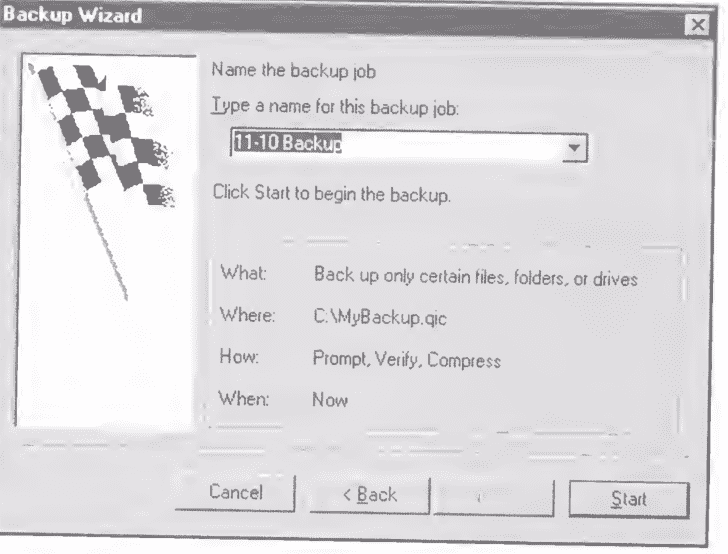 Backup Wizard
Name the backup job
Type a name for this backup job:
11-10 Backup
Click Start to begin the backup.
What: Back up only certain files, folders, or drives
Where: C:\MyBackup.qic
How: Prompt, Verify, Compress
When: Now
Cancel < Back Start